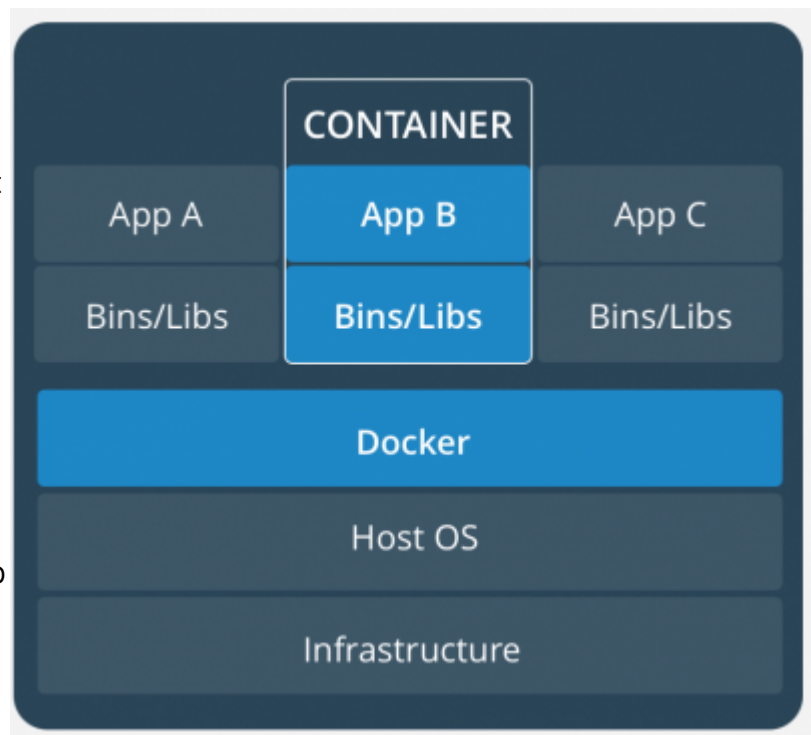 CONTAINER
App A App B App C
Bins/Libs Bins/Libs Bins/Libs
Docker
Host OS
Infrastructure